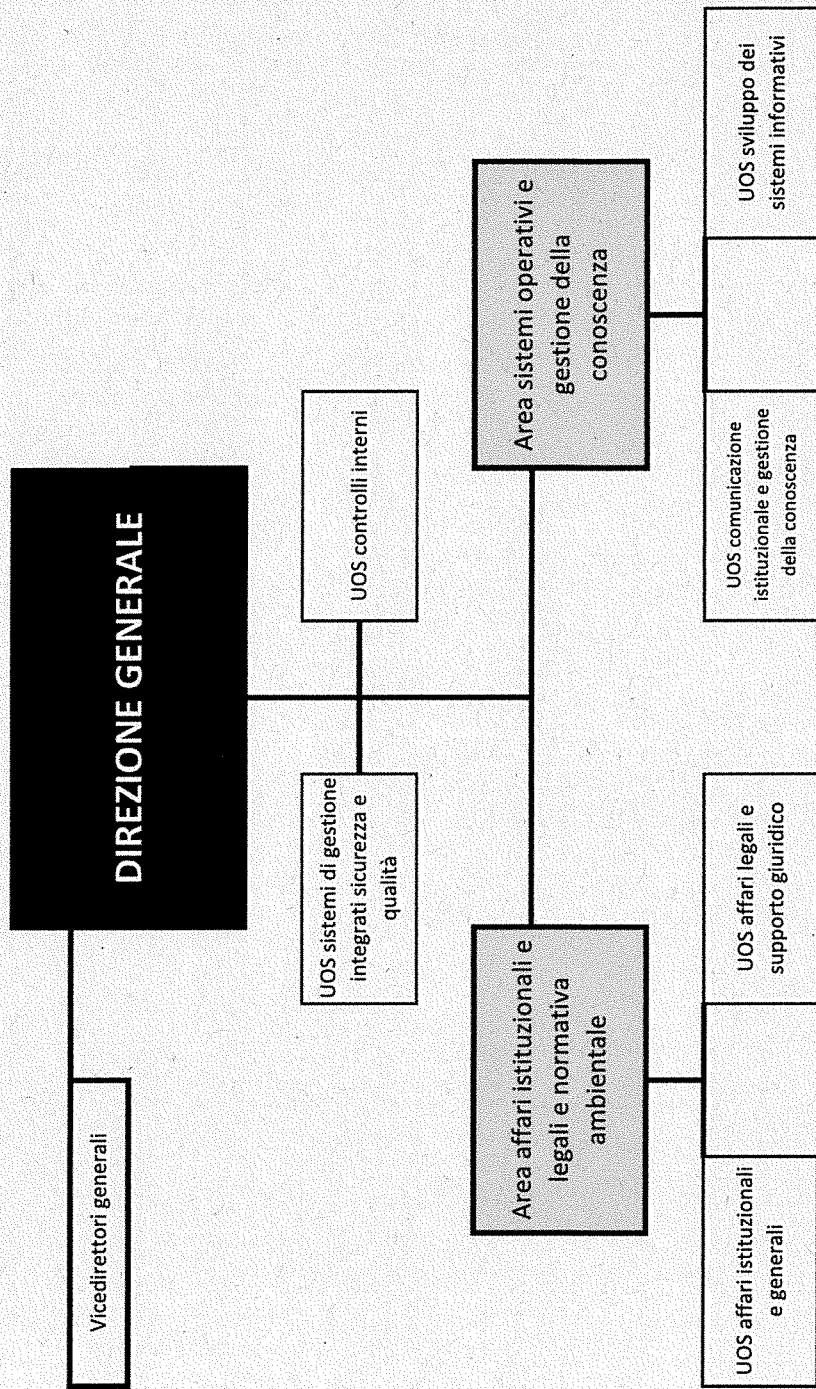 DIREZIONE GENERALE
Vicedirettori generali
UOS sistemi di gestione
integrati sicurezza e
qualità
UOS controlli interni
Area affari istituzionali e
legali e normativa
ambientale
Area sistemi operativi e
gestione della
conoscenza
UOS affari istituzionali
e generali
UOS affari legali e
supporto giuridico
UOS comunicazione
istituzionale e gestione
della conoscenza
UOS sviluppo dei
sistemi informativi